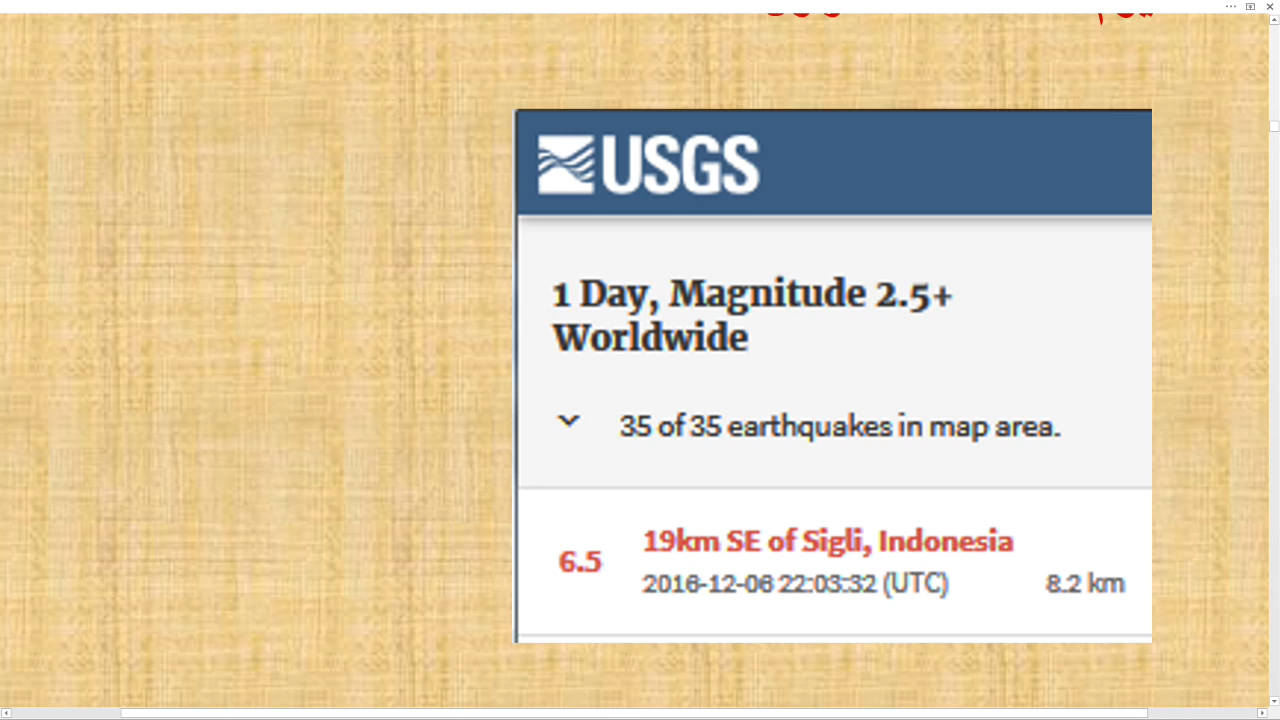 USGS
1 Day, Magnitude 2.5+
Worldwide
35 of 35 earthquakes in map area.
6.5
19km SE of Sigli, Indonesia
2016-12-06 22:03:32 (UTC) 8.2 km